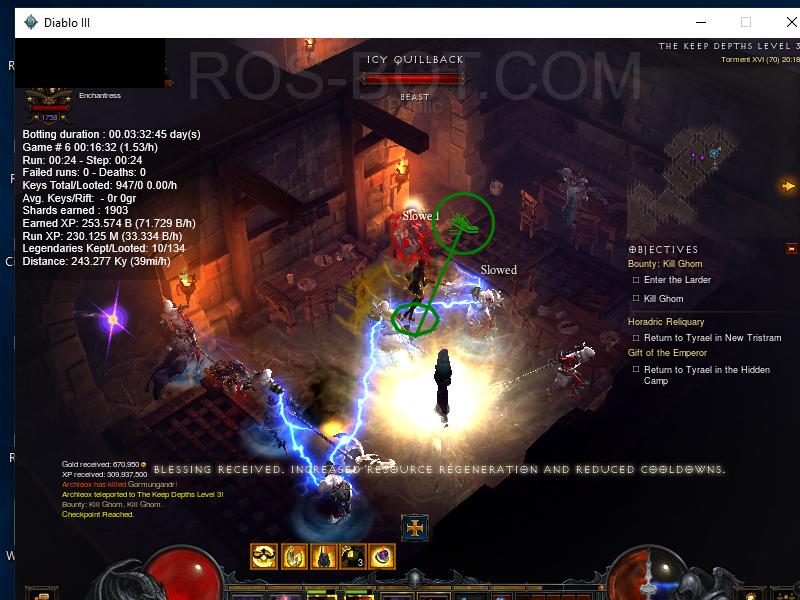 Diablo III
ROS-BOT.COM
ICY QUILLBACK
BEAST
THE KEEP DEPTHS LEVEL 3
Torment XVI (70) 20:18
Enchantress
1758
Botting duration : 00.03:32:45 day(s)
Game # 6 00:16:32 (1.53/h)
Run: 00:24 - Step: 00:24
Failed runs: 0 - Deaths: 0
Keys Total/Looted: 947/0 0.00/h
Avg. Keys/Rift: - 0r 0gr
Shards earned : 1903
Earned XP: 253.574 B (71.729 B/h)
Run XP: 230.125 M (33.334 B/h)
Legendaries Kept/Looted: 10/134
Distance: 243.277 Ky (39mi/h)
Slowed
Slowed
OBJECTIVES
Bounty: Kill Ghom
Enter the Larder
Kill Ghom
Horadric Reliquary
Return to Tyrael in New Tristram
Gift of the Emperor
Return to Tyrael in the Hidden
Camp
Gold received: 670,950
XP received: 309,937,500
BLESSING RECEIVED. INCREASED RESOURCE REGENERATION AND REDUCED COOLDOWNS.
Archleox has killed Gormungandr!
Archleox teleported to The Keep Depths Level 3!
Bounty: Kill Ghom, Kill Ghom.
Checkpoint Reached.
3